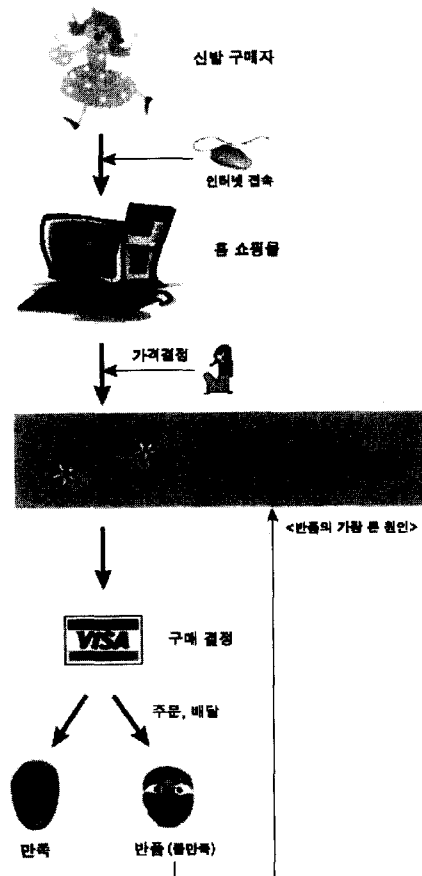 신발 구매자
인터넷 접속
홈 쇼핑몰
가격결정
<반품의 가장 큰 원인>
VISA
구매 결정
주문, 배달
만족
반품 (불만족)